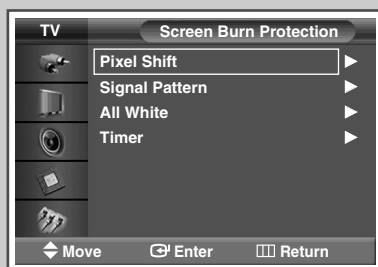 TV Screen Burn Protection
Pixel Shift
Signal Pattern
All White
Timer
Move Enter Return